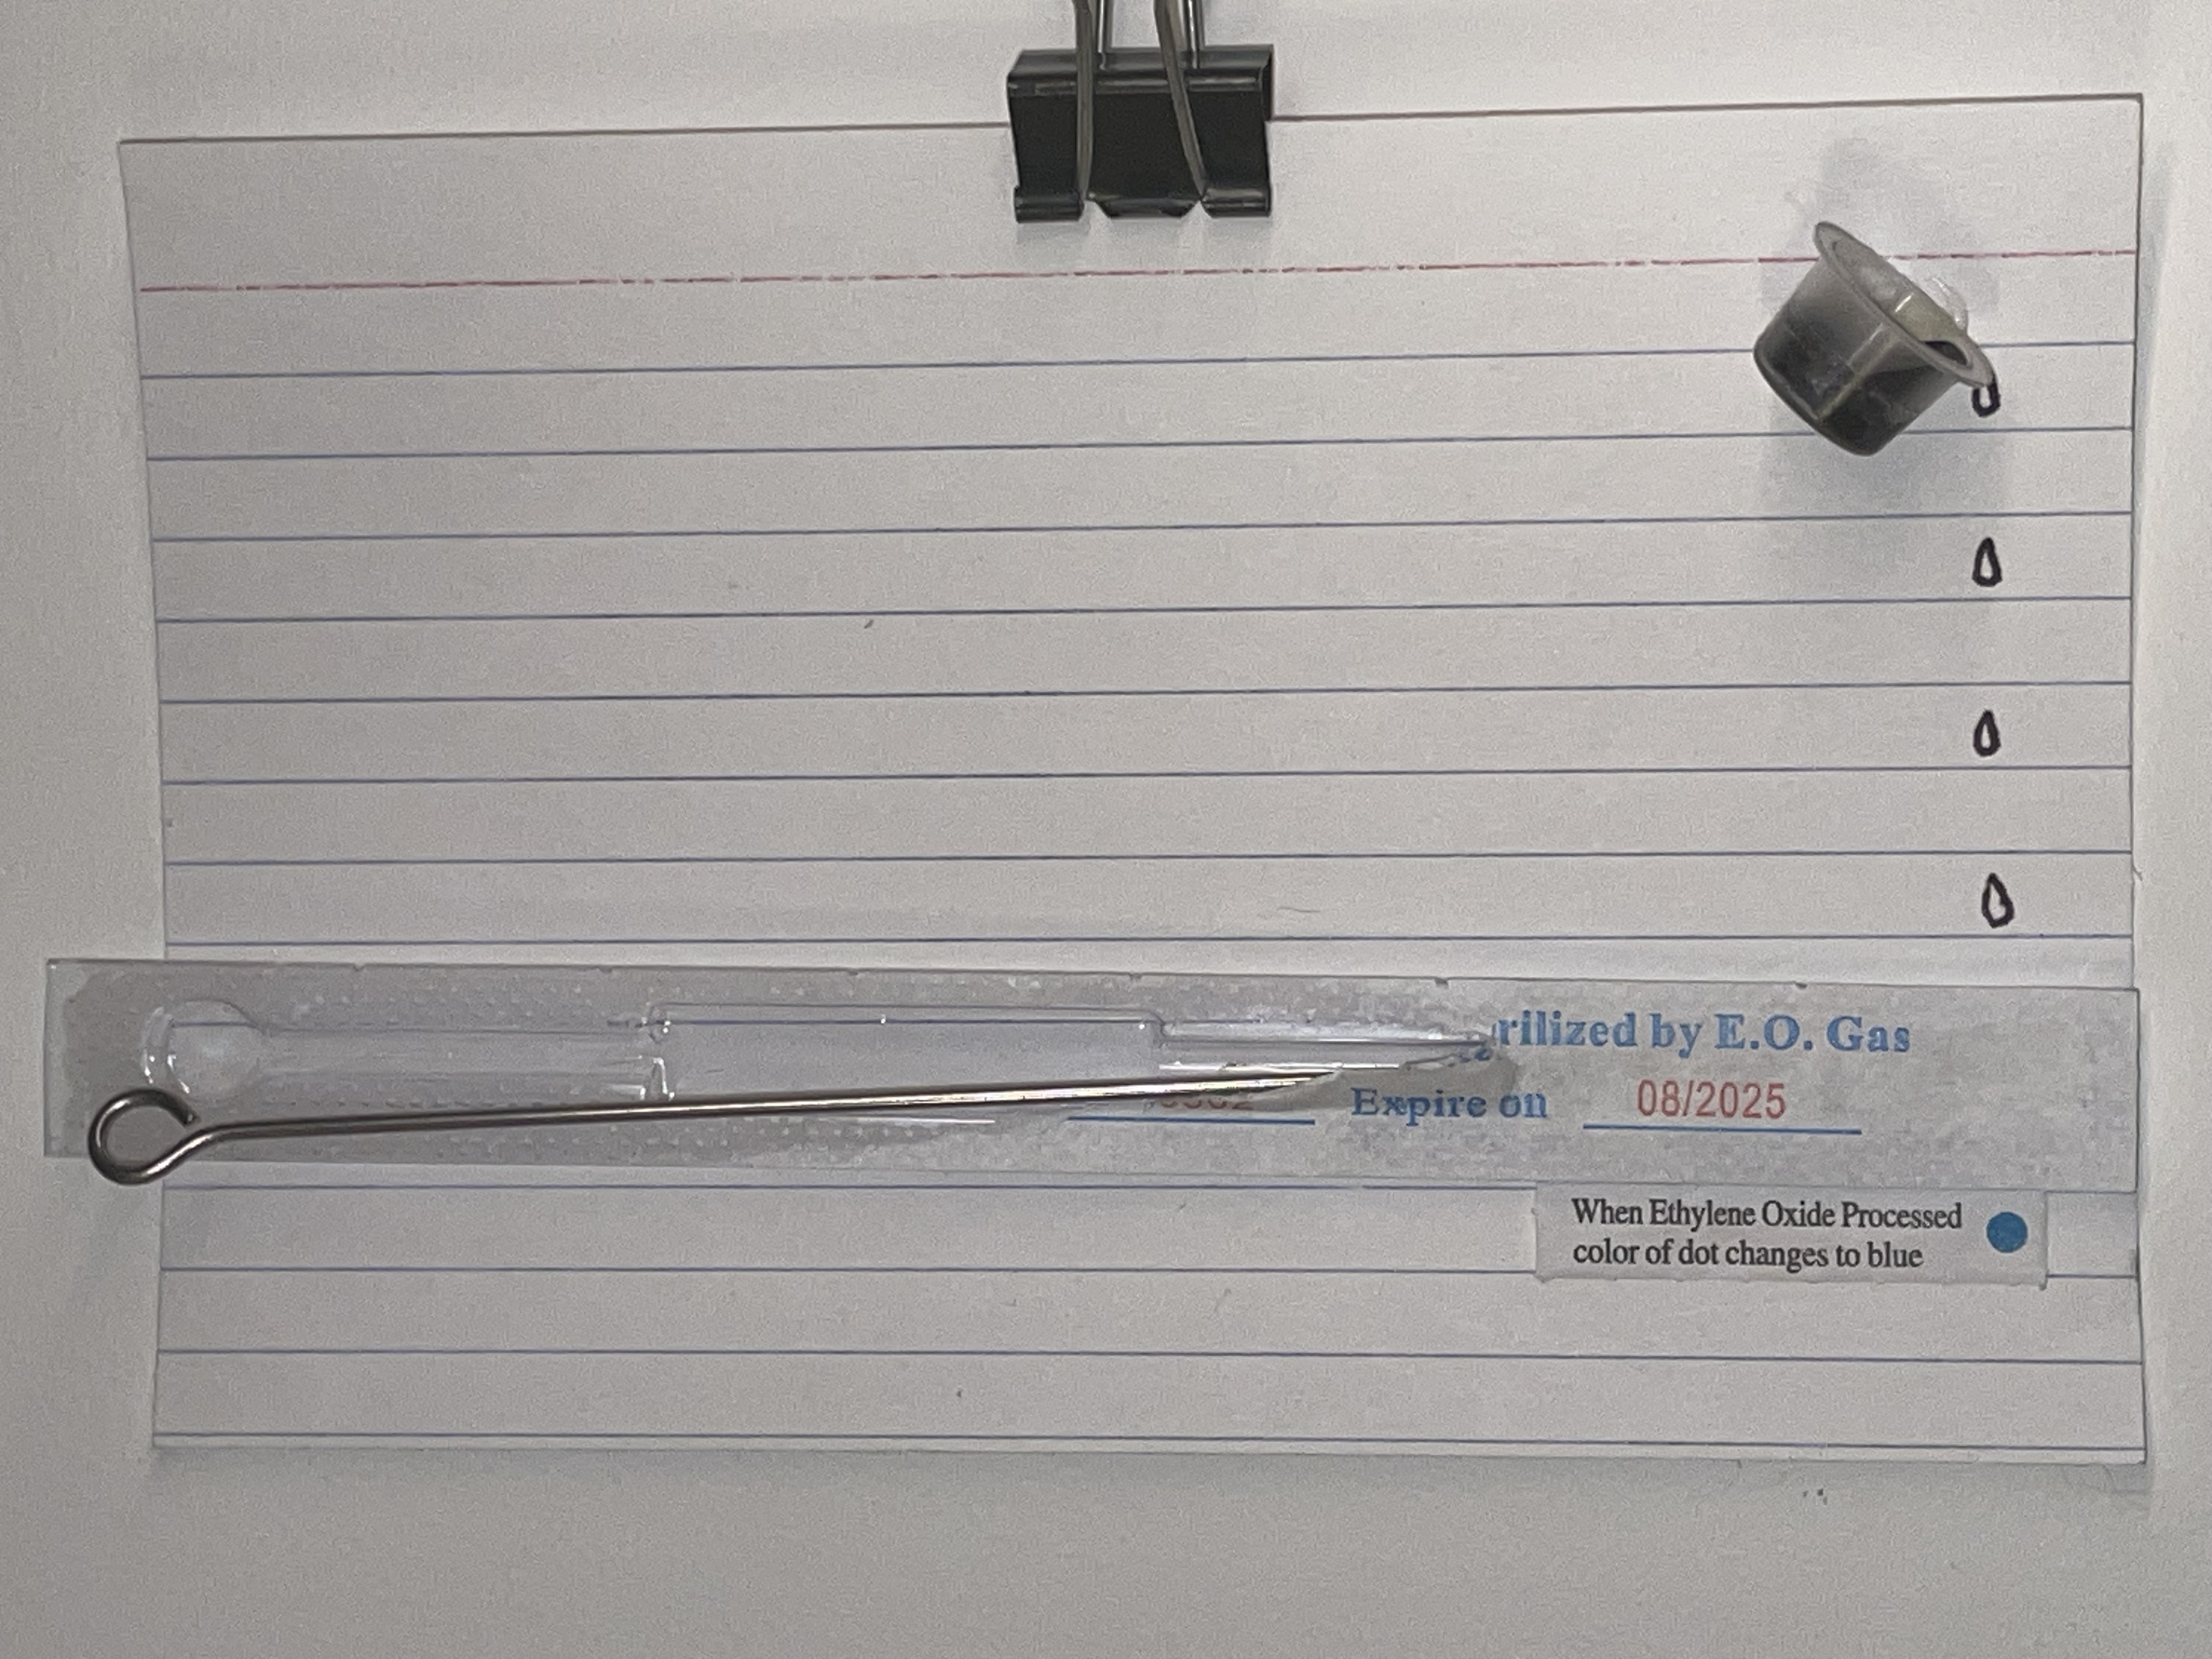 rilized by E.O. Gas
Expire on 08/2025
When Ethylene Oxide Processed
color of dot changes to blue